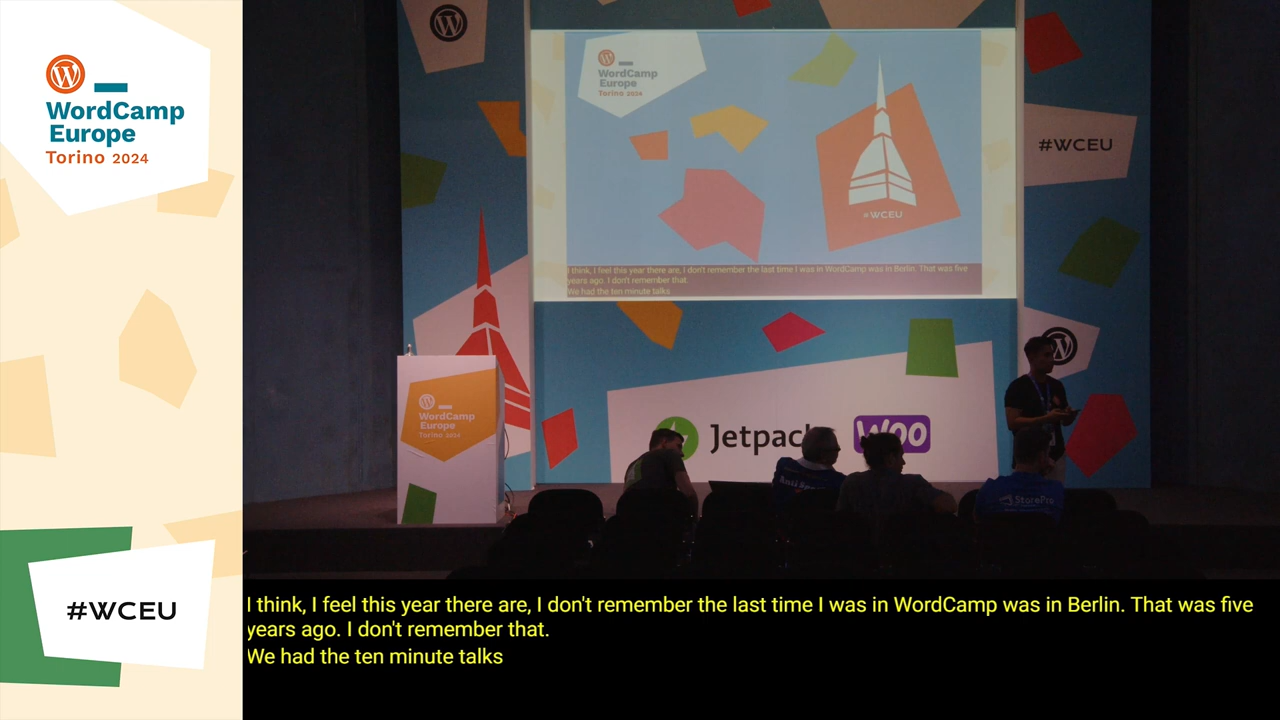 WordCamp
Europe
Torino 2024
#WCEU
WordCamp
Europe
Torino 2024
#WCEU
I think, I feel this year there are, I don't remember the last time I was in WordCamp was in Berlin. That was five
years ago. I don't remember that.
We had the ten minute talks
#WCEU
WordCamp
Europe
Torino 2024
Jetpack
Woo
StorePro
I think, I feel this year there are, I don't remember the last time I was in WordCamp was in Berlin. That was five
years ago. I don't remember that.
We had the ten minute talks